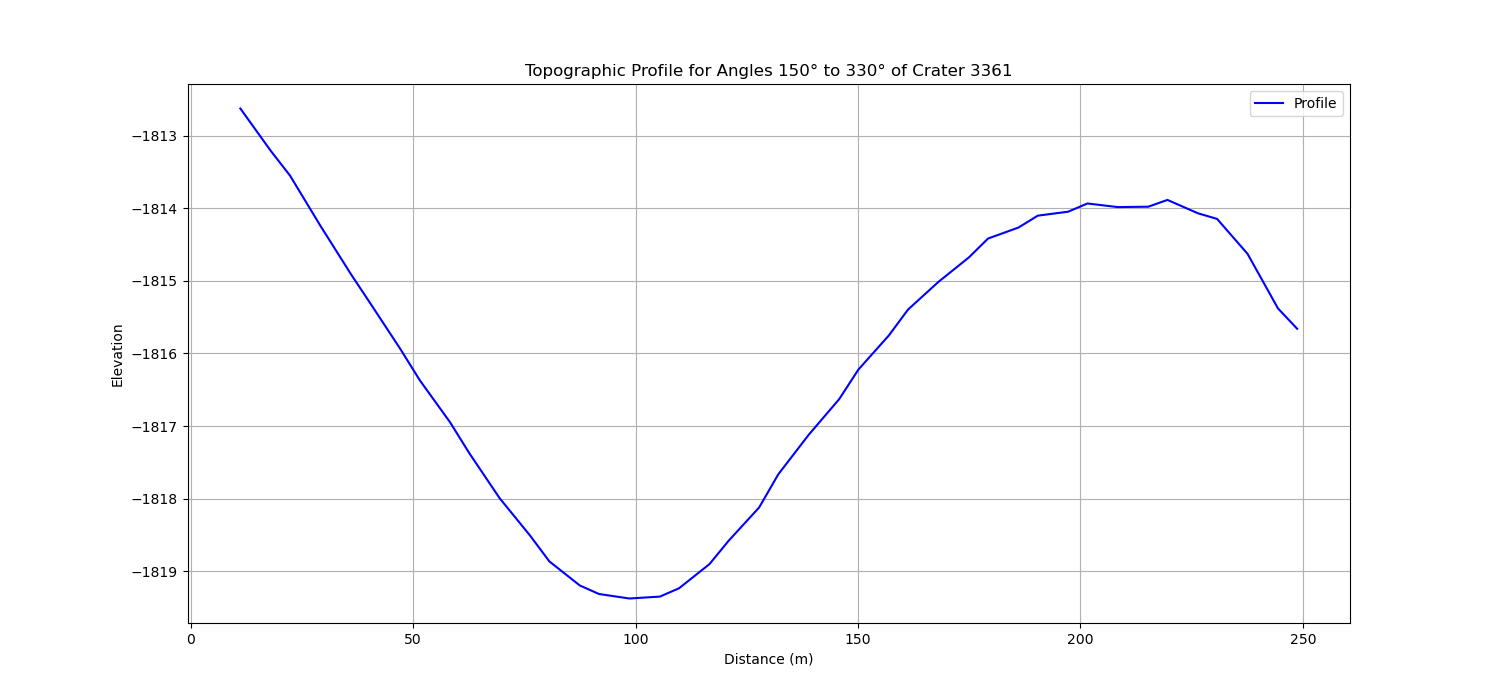 Topographic Profile for Angles 150° to 330° of Crater 3361
Profile
Elevation
−1813
−1814
−1815
−1816
−1817
−1818
−1819
0 50 100 150 200 250
Distance (m)